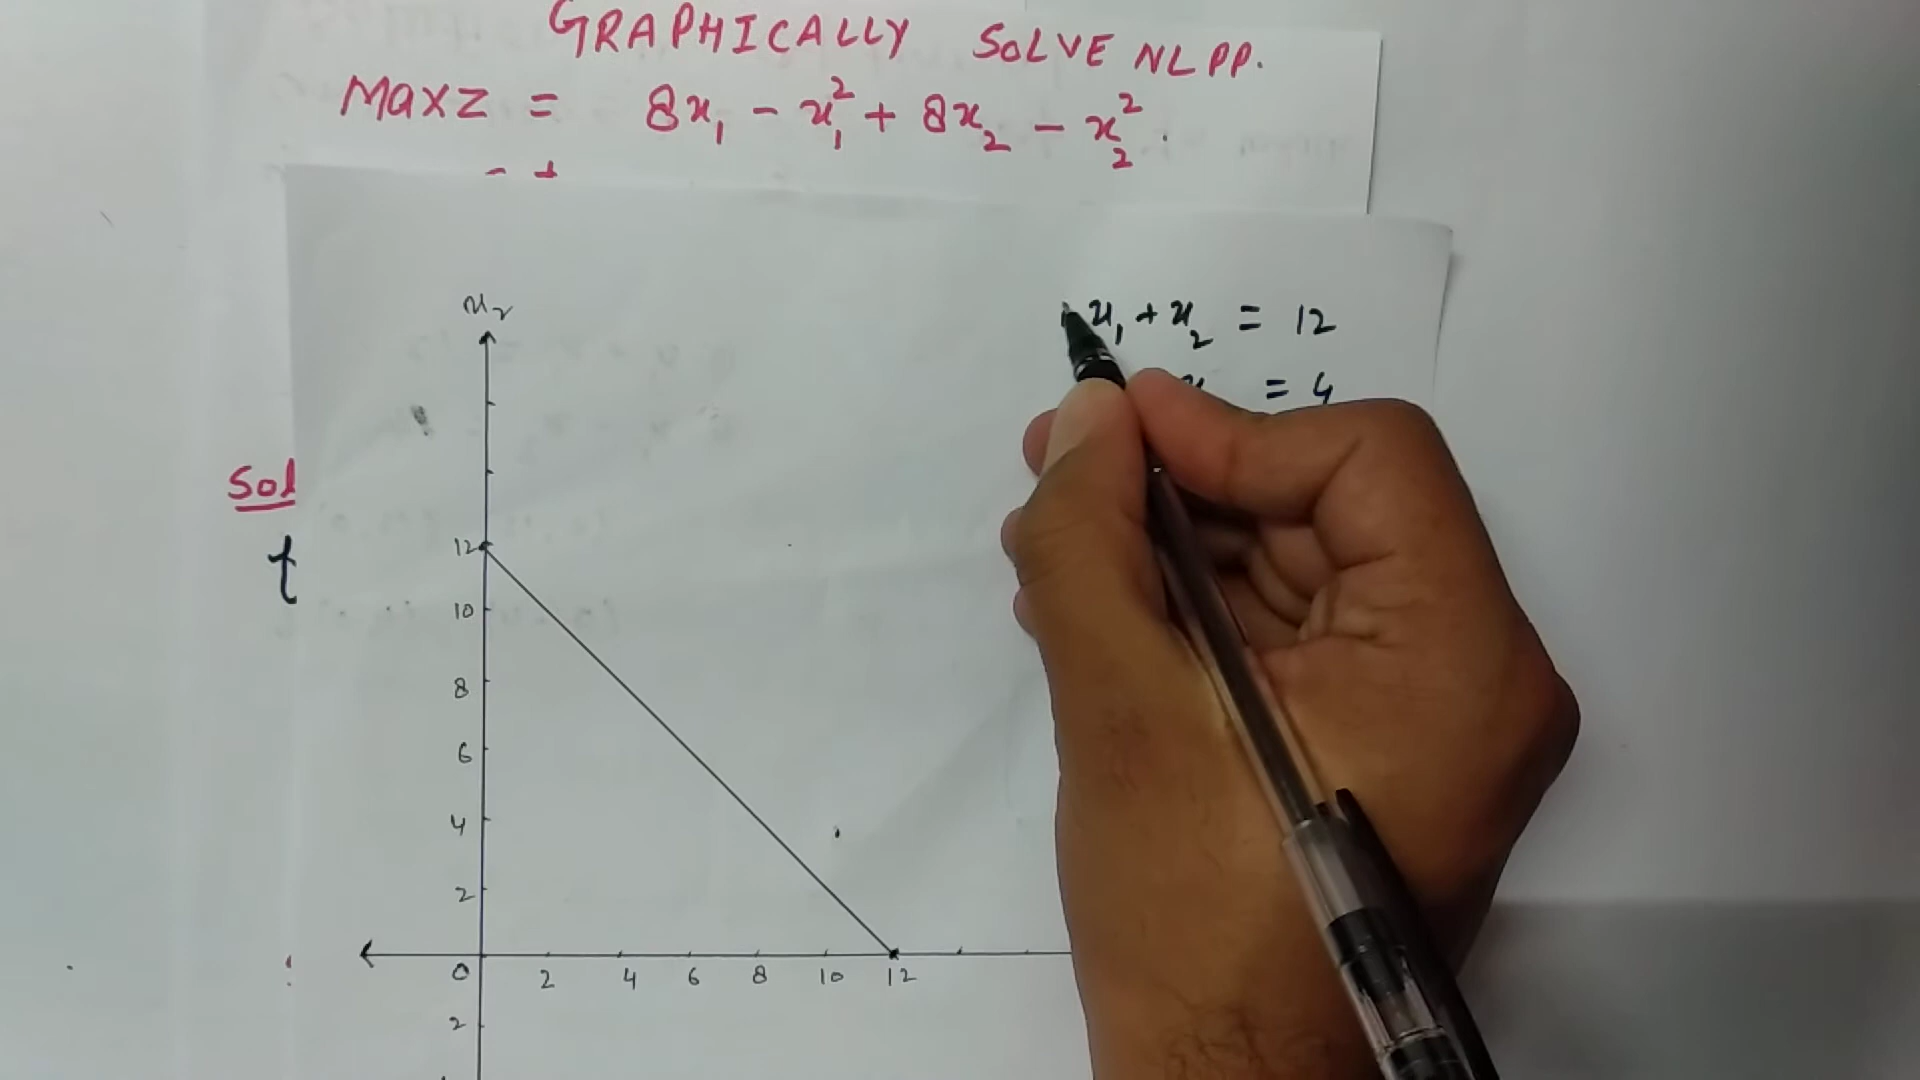 GRAPHICALLY SOLVE NLPP.
Max Z = 8x₁ - x₁² + 8x₂ - x₂².
x₂
x₁ + x₂ = 12
= 4
Sol
12
10
8
6
4
2
0 2 4 6 8 10 12
2